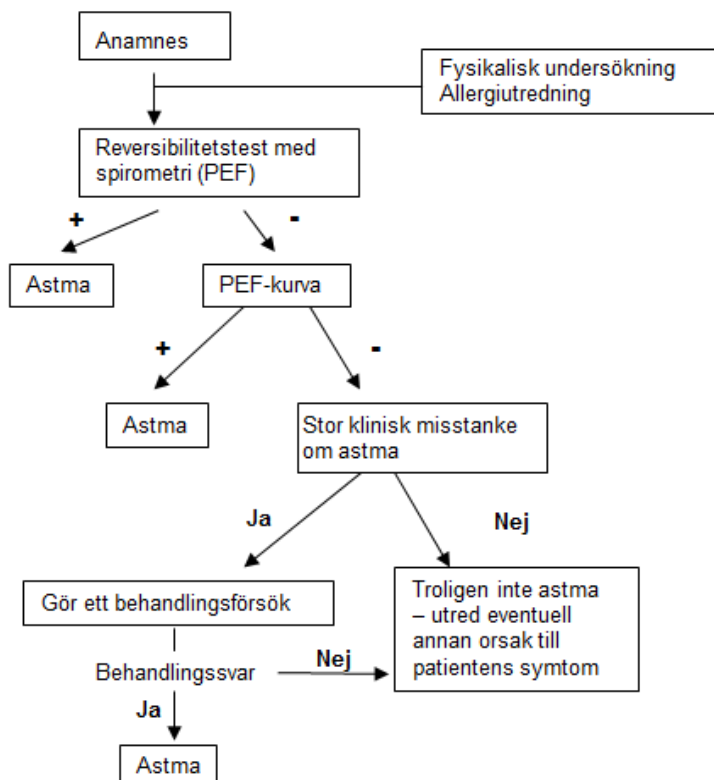 Anamnes
Fysikalisk undersökning
Allergiutredning
Reversibilitetstest med
spirometri (PEF)
+
-
Astma
PEF-kurva
+
-
Astma
Stor klinisk misstanke
om astma
Ja
Nej
Gör ett behandlingsförsök
Troligen inte astma
– utred eventuell
annan orsak till
patientens symtom
Behandlingssvar
Nej
Ja
Astma